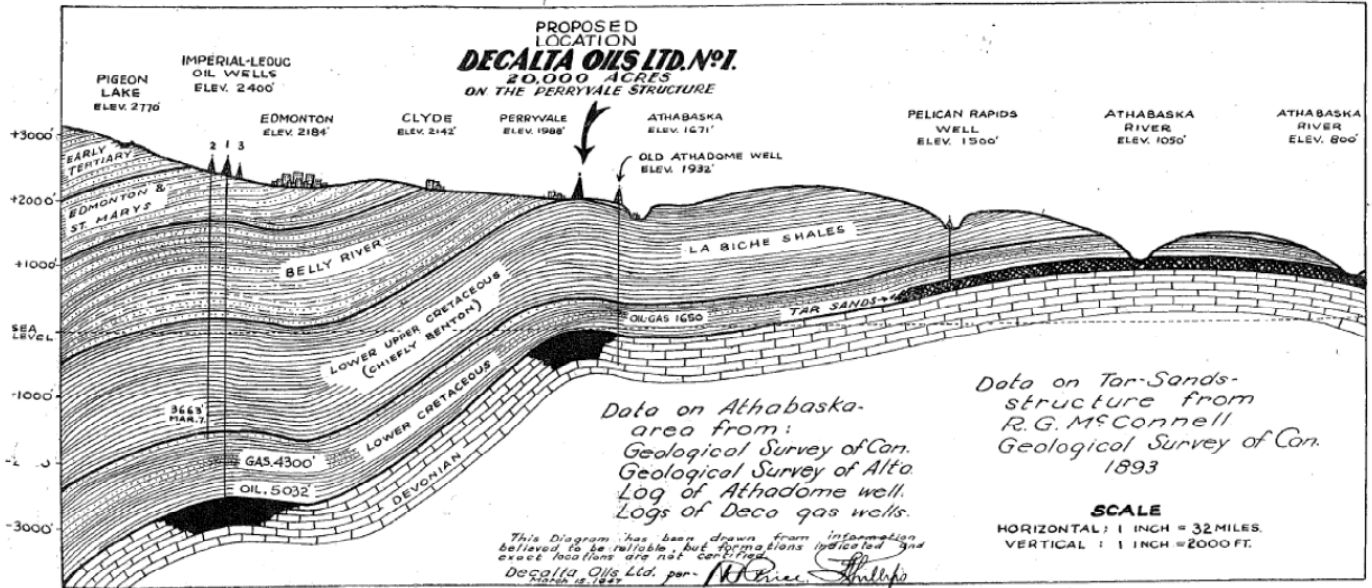 PROPOSED
LOCATION
DECALTA OILS LTD. Nº1.
20,000 ACRES
ON THE PERRYVALE STRUCTURE
PIGEON
LAKE
ELEV. 2770'
IMPERIAL-LEDUC
OIL WELLS
ELEV. 2400'
EDMONTON
ELEV. 2184'
CLYDE
ELEV. 2142'
PERRYVALE
ELEV. 1988'
ATHABASKA
ELEV. 1671'
OLD ATHADOME WELL
ELEV. 1932'
PELICAN RAPIDS
WELL
ELEV. 1500'
ATHABASKA
RIVER
ELEV. 1050'
ATHABASKA
RIVER
ELEV. 800'
+3000'
+2000'
+1000'
SEA
LEVEL
-1000'
-3000'
2 1 3
EARLY
TERTIARY
EDMONTON &
ST. MARYS
BELLY RIVER
LA BICHE SHALES
LOWER UPPER CRETACEOUS
(CHIEFLY BENTON)
OIL-GAS 1650
TAR SANDS
LOWER CRETACEOUS
3663'
MAR. 7.
GAS. 4300'
OIL. 5032'
DEVONIAN
Data on Athabaska-
area from:
Geological Survey of Can.
Geological Survey of Alta.
Log of Athadome well.
Logs of Deca gas wells.
Data on Tar-Sands-
structure from
R.G. McConnell
Geological Survey of Can.
1893
SCALE
HORIZONTAL: 1 INCH = 32 MILES.
VERTICAL : 1 INCH = 2000 FT.
This Diagram has been drawn from information
believed to be reliable, but formations indicated and
exact locations are not certified.
Decalta Oils Ltd. per-
March 15, 1947